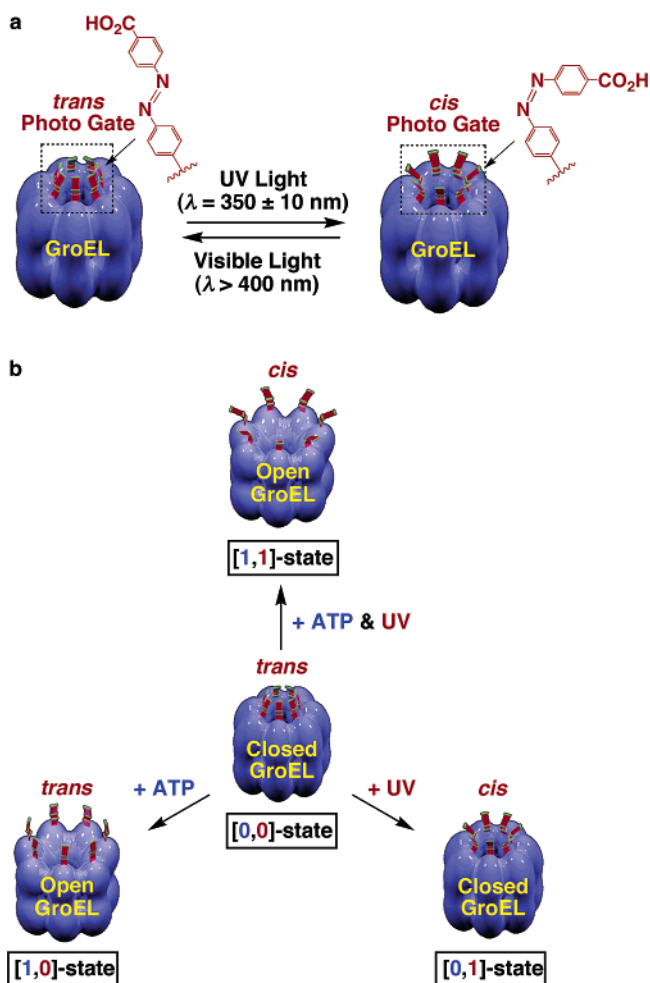 a
CO₂H
HO₂C
N
N
N
N
trans
Photo Gate
cis
Photo Gate
UV Light
(λ = 350 ± 10 nm)
GroEL
GroEL
Visible Light
(λ > 400 nm)
b
cis
Open
GroEL
[1,1]-state
+ ATP & UV
trans
Closed
GroEL
[0,0]-state
trans
+ ATP
+ UV
cis
Open
GroEL
Closed
GroEL
[1,0]-state
[0,1]-state